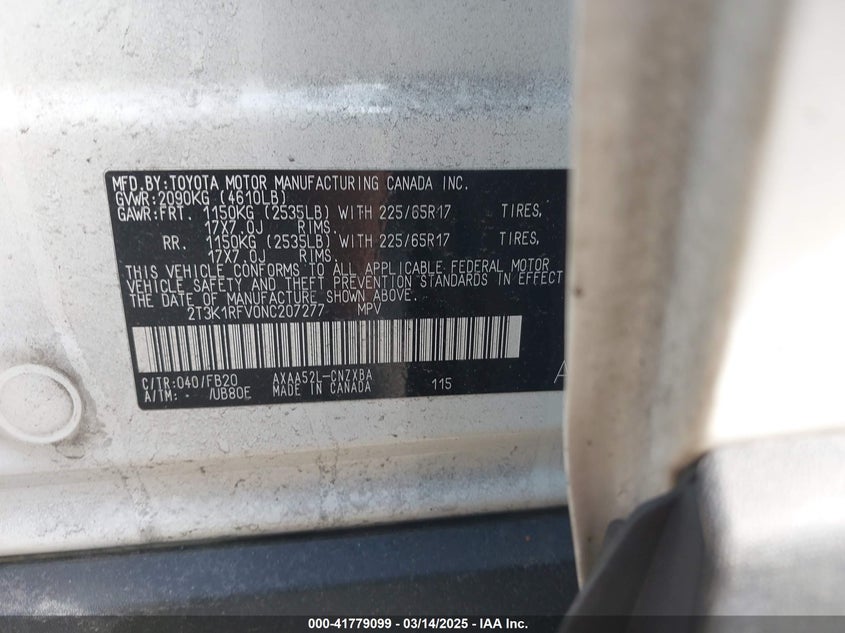 MFD.BY:TOYOTA MOTOR MANUFACTURING CANADA INC.
GVWR:2090KG (4610LB)
GAWR:FRT. 1150KG (2535LB) WITH 225/65R17 TIRES,
17X7.0J RIMS.
RR. 1150KG (2535LB) WITH 225/65R17 TIRES,
17X7.0J RIMS.
THIS VEHICLE CONFORMS TO ALL APPLICABLE FEDERAL MOTOR
VEHICLE SAFETY AND THEFT PREVENTION STANDARDS IN EFFECT
THE DATE OF MANUFACTURE SHOWN ABOVE.
2T3K1RFV0NC207277 MPV
C/TR:040/FB20 AXAA52L-CNZXBA 115
A/TM: - /UB80E MADE IN CANADA
A
000-41779099 - 03/14/2025 - IAA Inc.